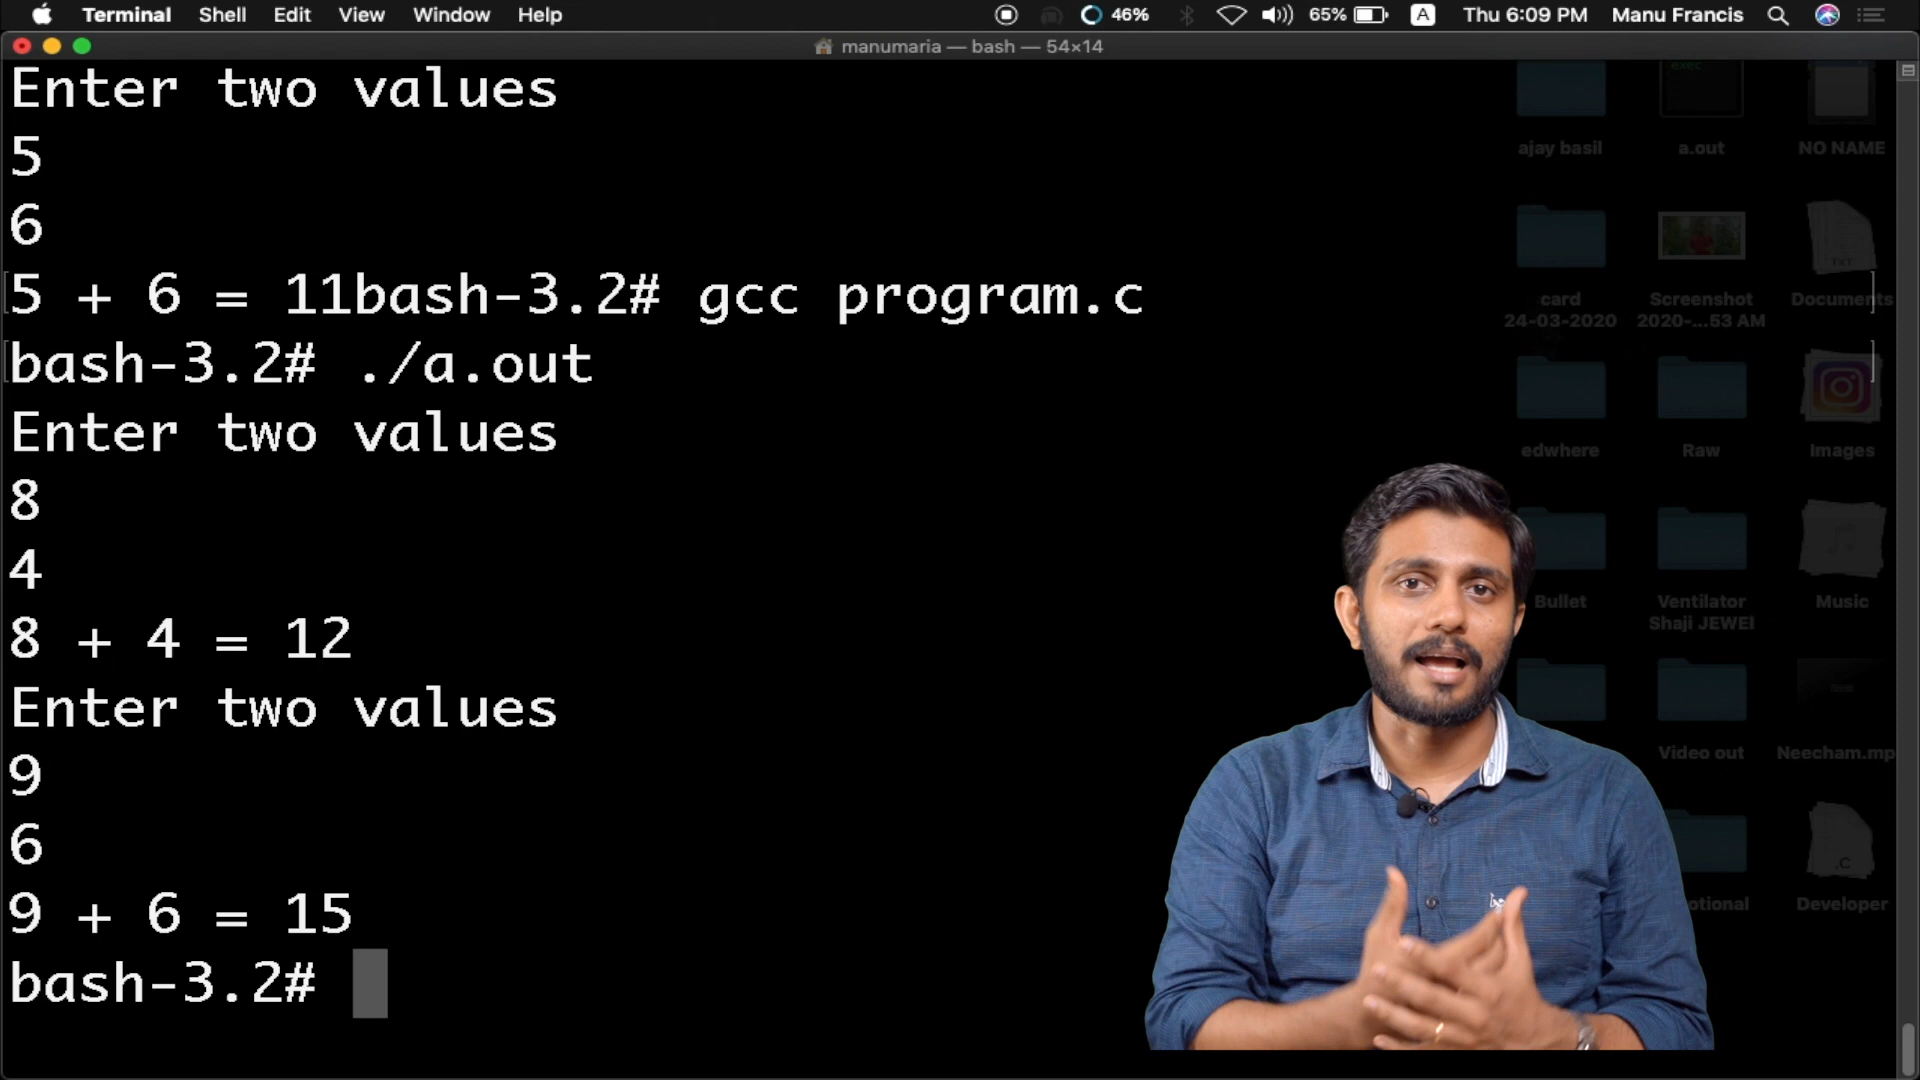 Terminal Shell Edit View Window Help 46% 65% A Thu 6:09 PM Manu Francis
manumaria — bash — 54×14
Enter two values
5
6
5 + 6 = 11bash-3.2# gcc program.c
bash-3.2# ./a.out
Enter two values
8
4
8 + 4 = 12
Enter two values
9
6
9 + 6 = 15
bash-3.2#
exec
ajay basil a.out NO NAME
TXT
card Screenshot Documents
24-03-2020 2020-...53 AM
edwhere Raw Images
Bullet Ventilator Music
Shaji JEWEl
Video out Neecham.mp
.C
otional Developer